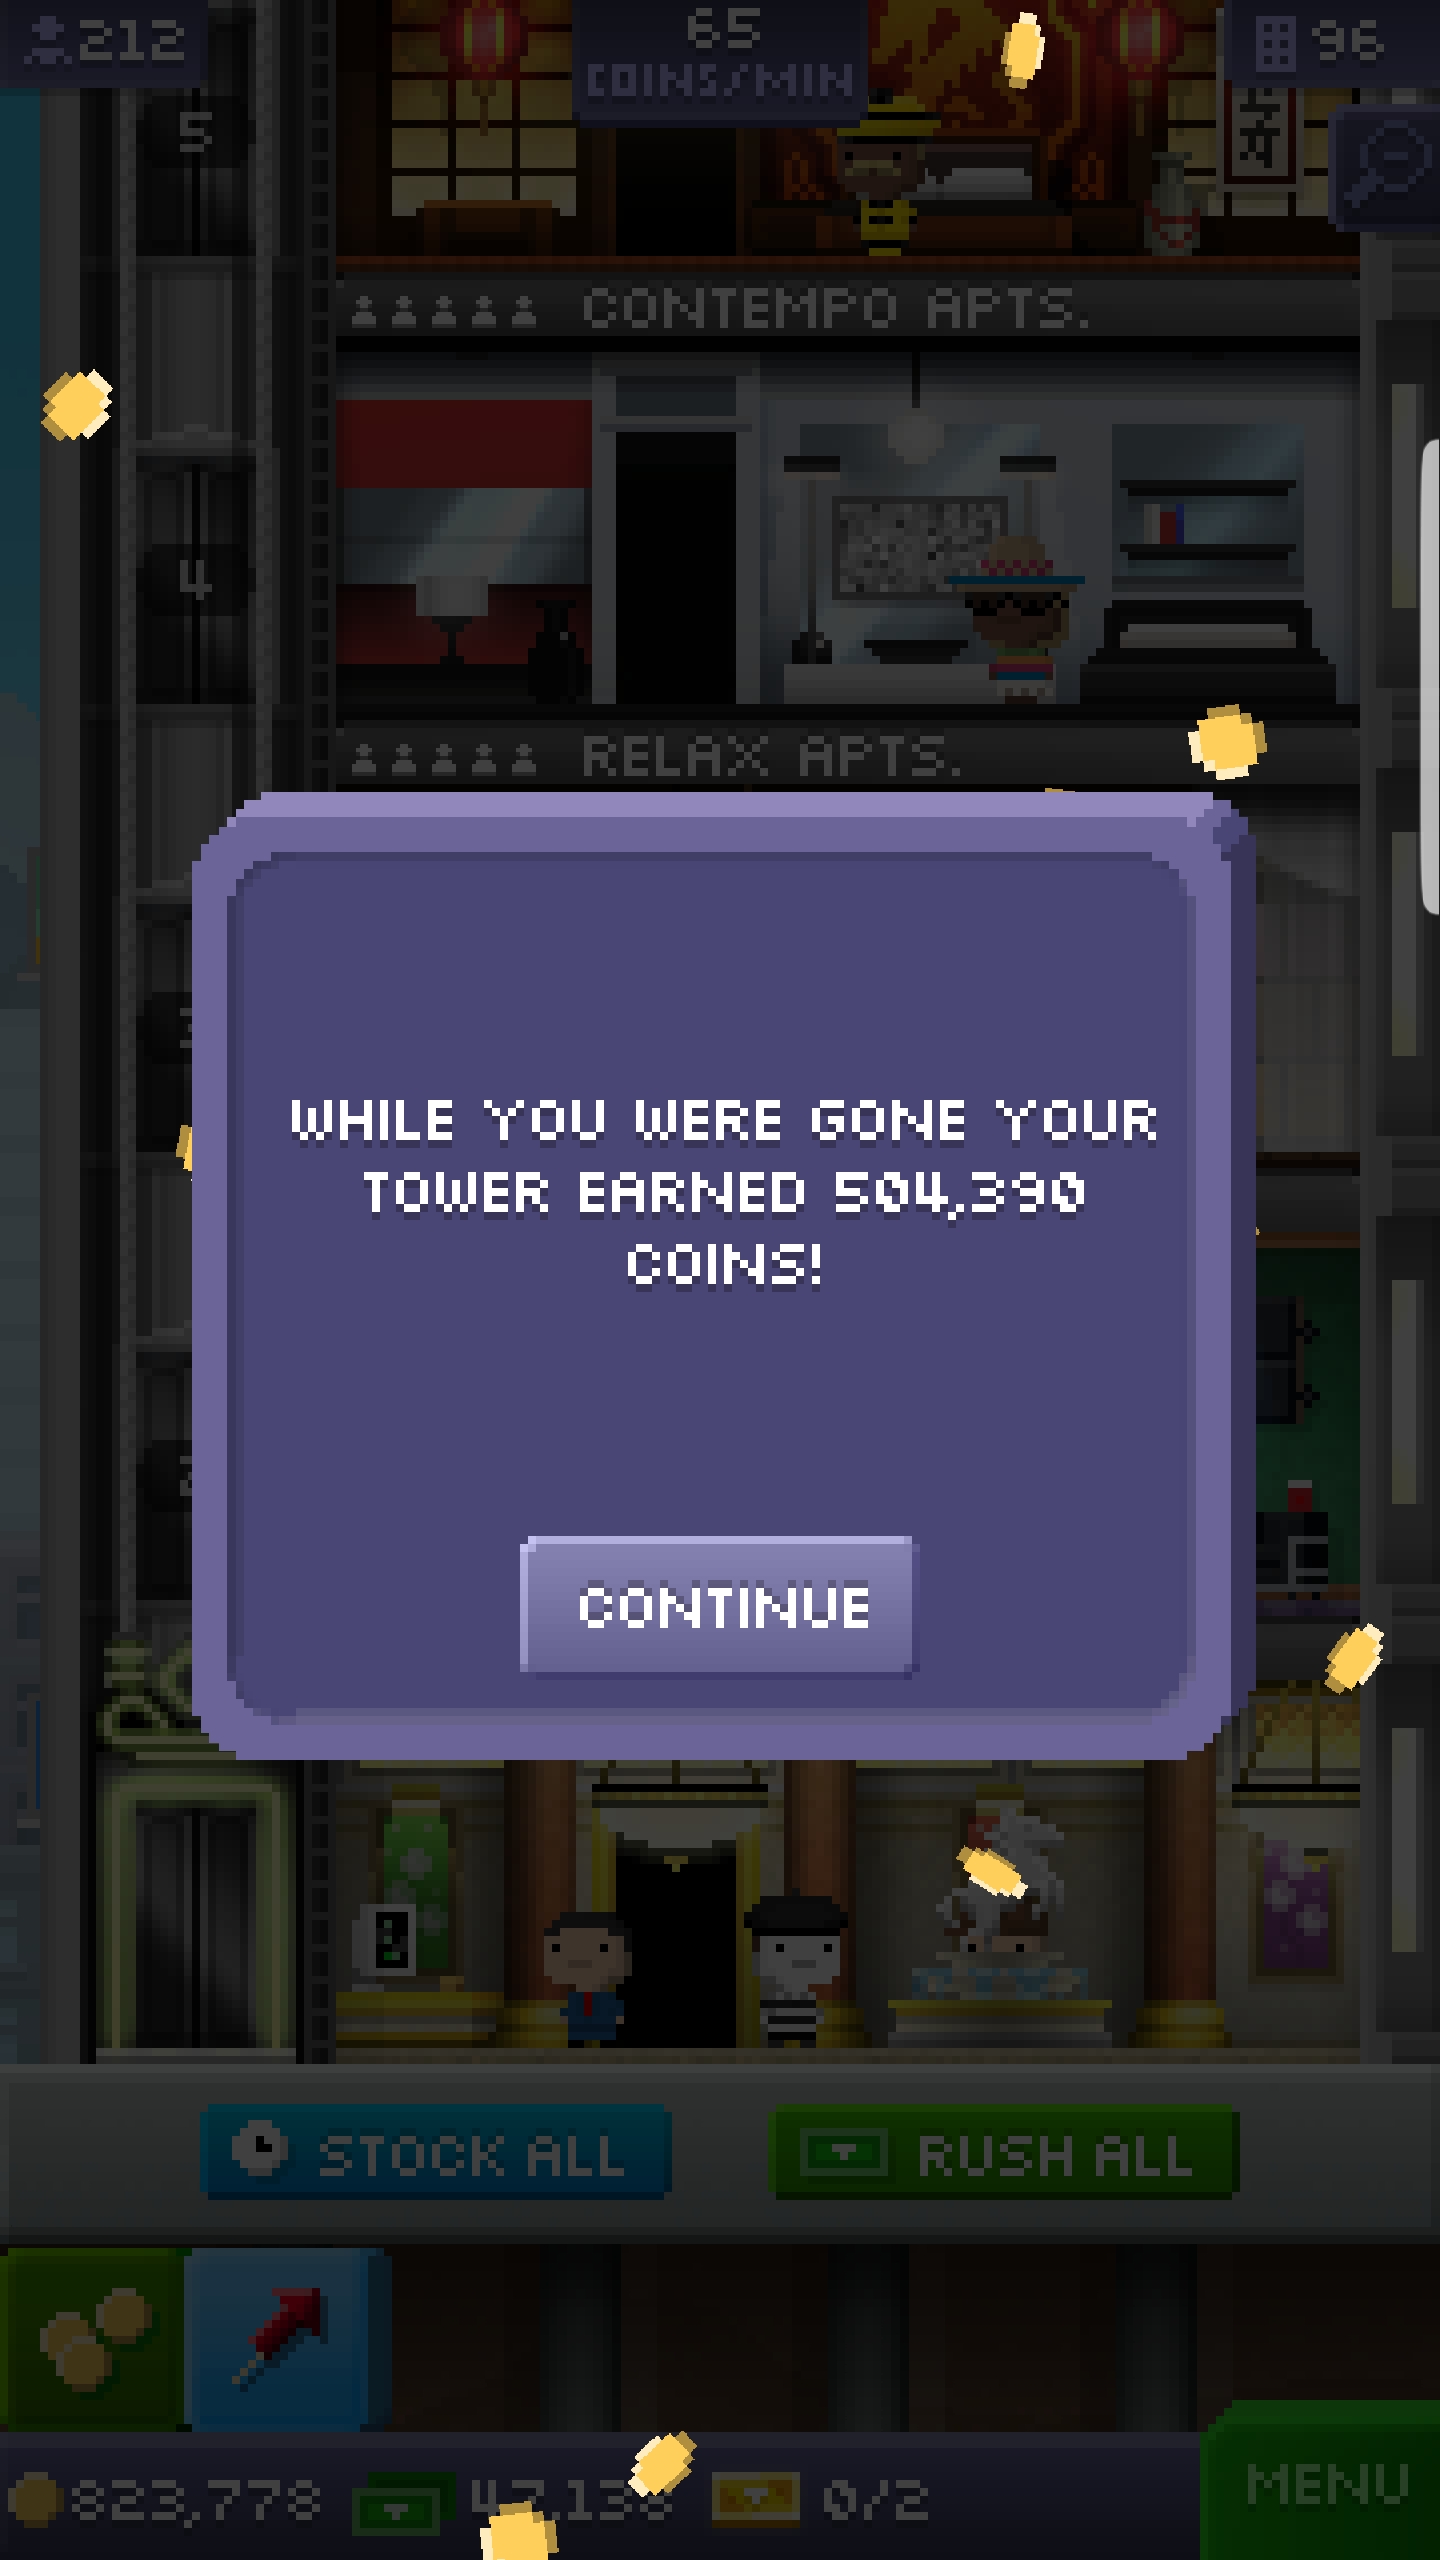 212
65
COINS/MIN
96
5
CONTEMPO APTS.
4
RELAX APTS.
WHILE YOU WERE GONE YOUR
TOWER EARNED 504,390
COINS!
CONTINUE
STOCK ALL
RUSH ALL
823,778
0/2
MENU